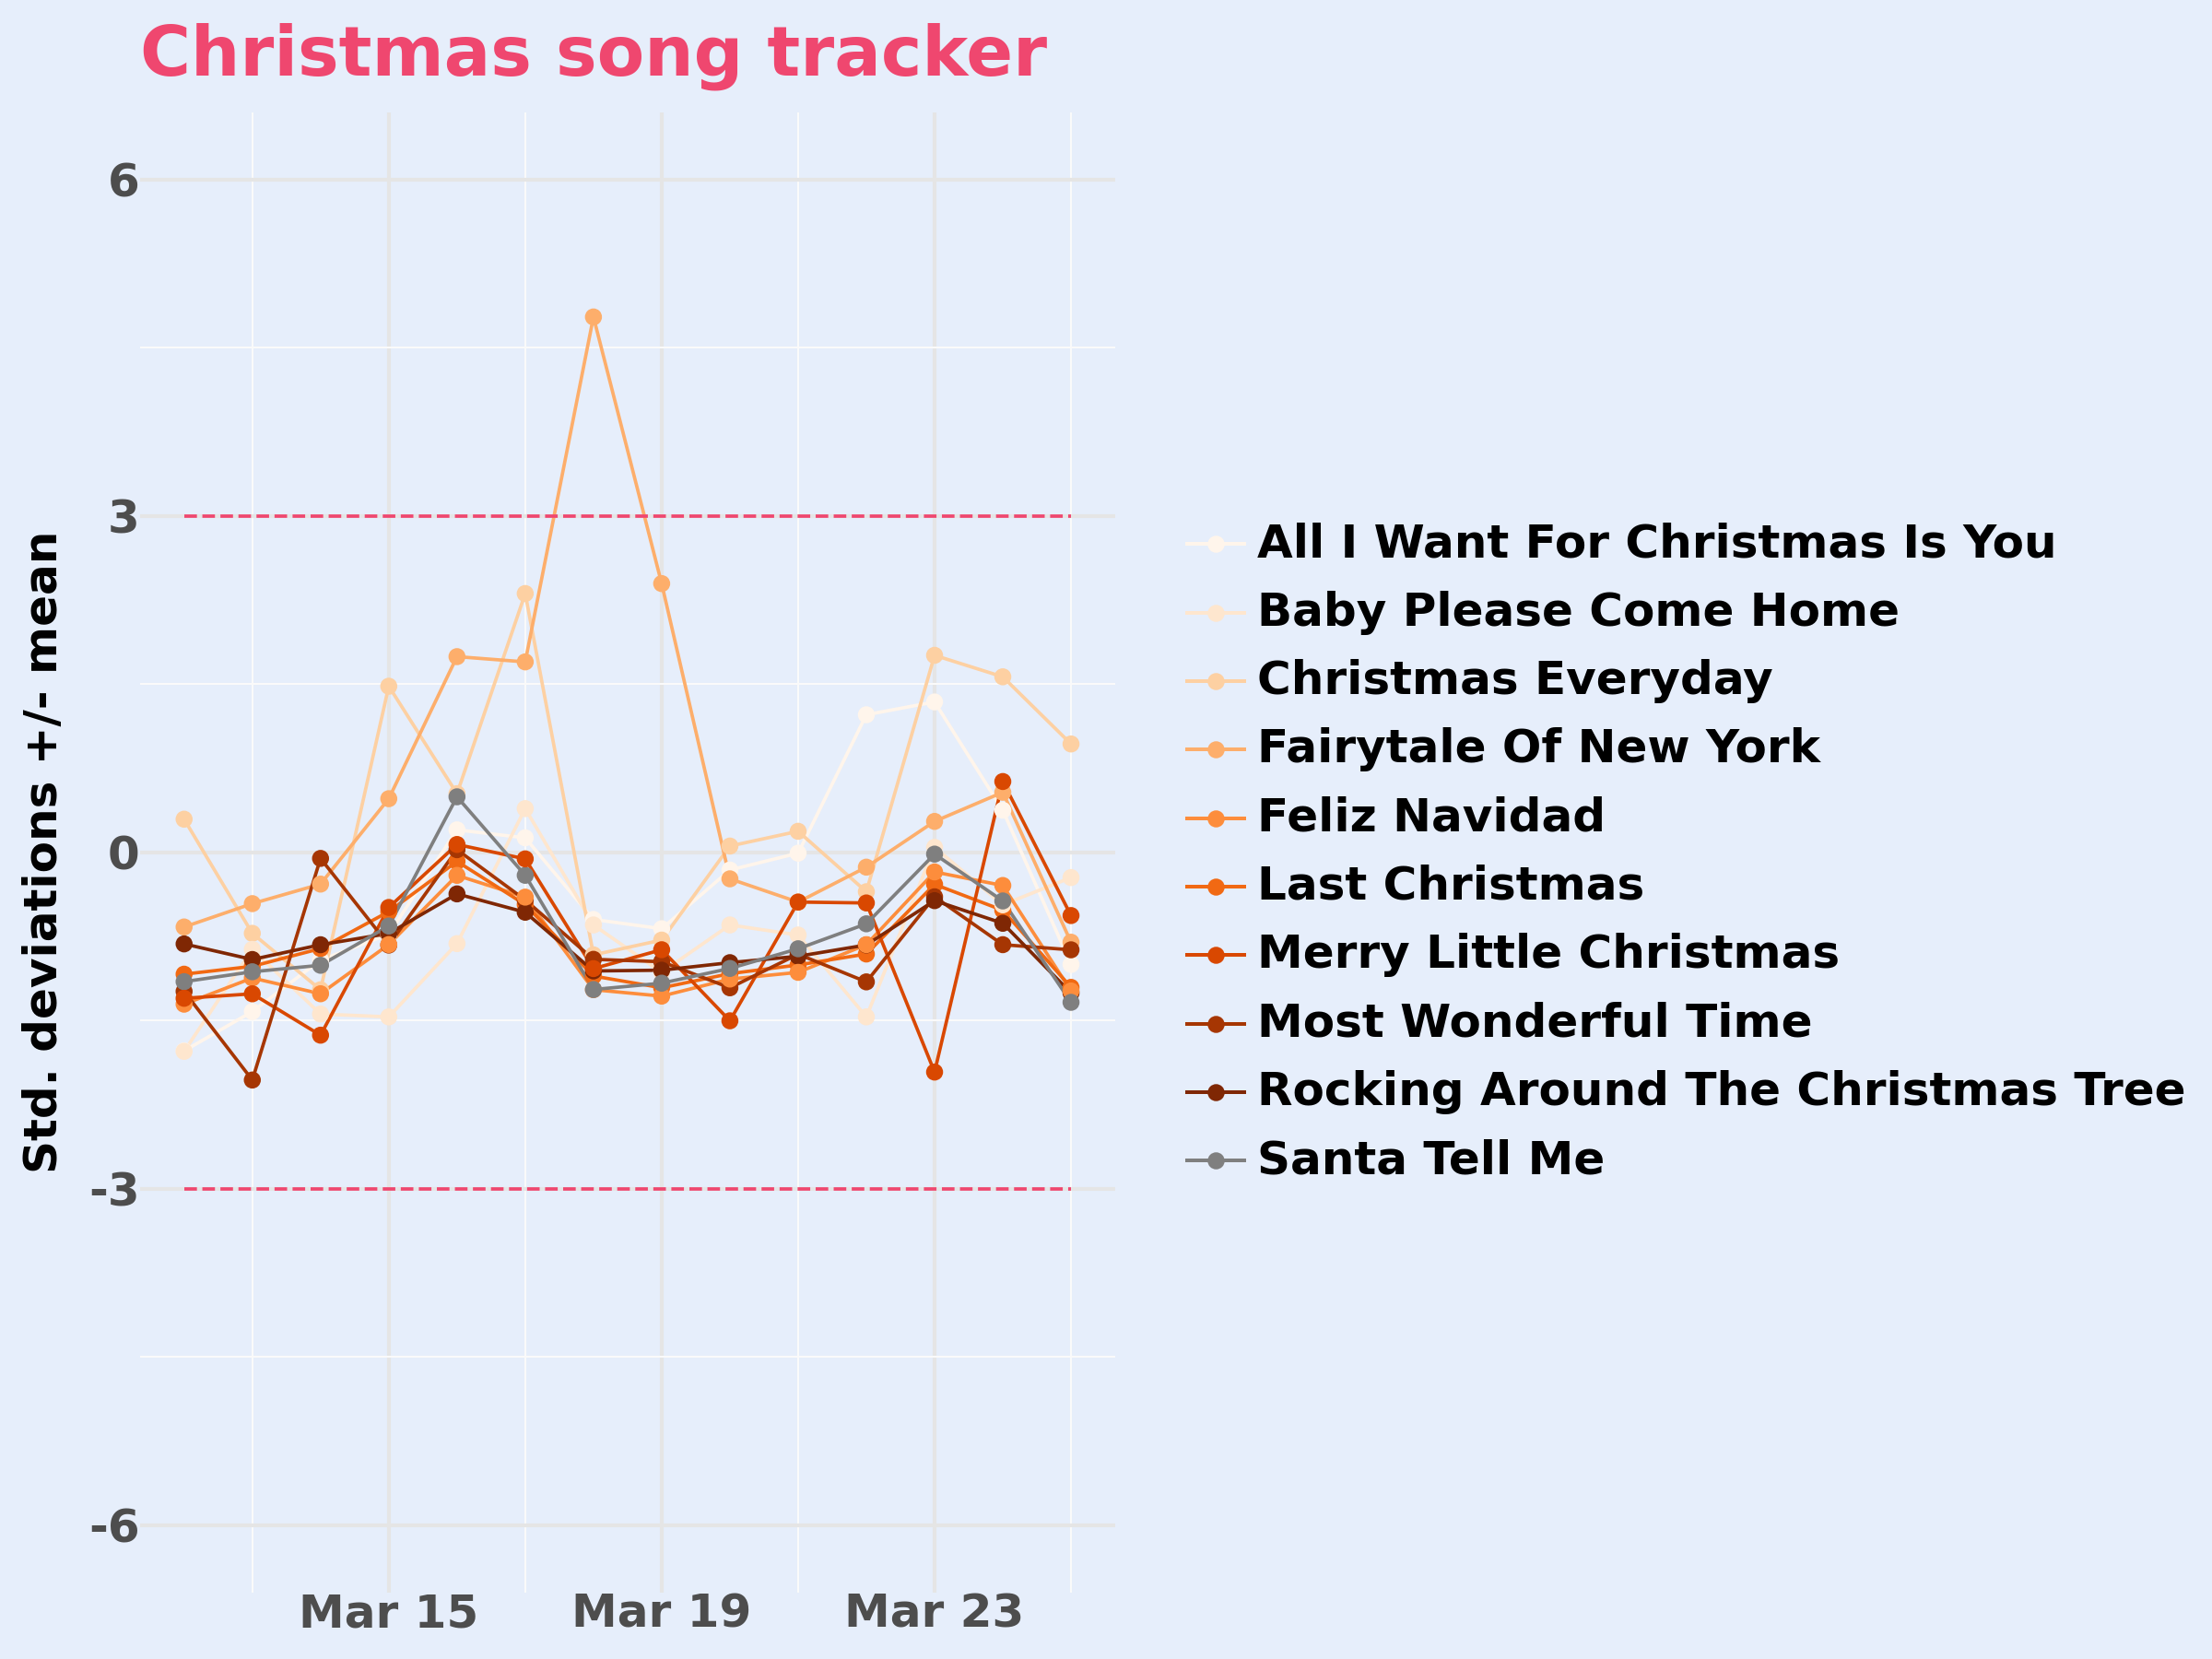 Christmas song tracker
Std. deviations +/- mean
6
3
0
-3
-6
Mar 15
Mar 19
Mar 23
All I Want For Christmas Is You
Baby Please Come Home
Christmas Everyday
Fairytale Of New York
Feliz Navidad
Last Christmas
Merry Little Christmas
Most Wonderful Time
Rocking Around The Christmas Tree
Santa Tell Me